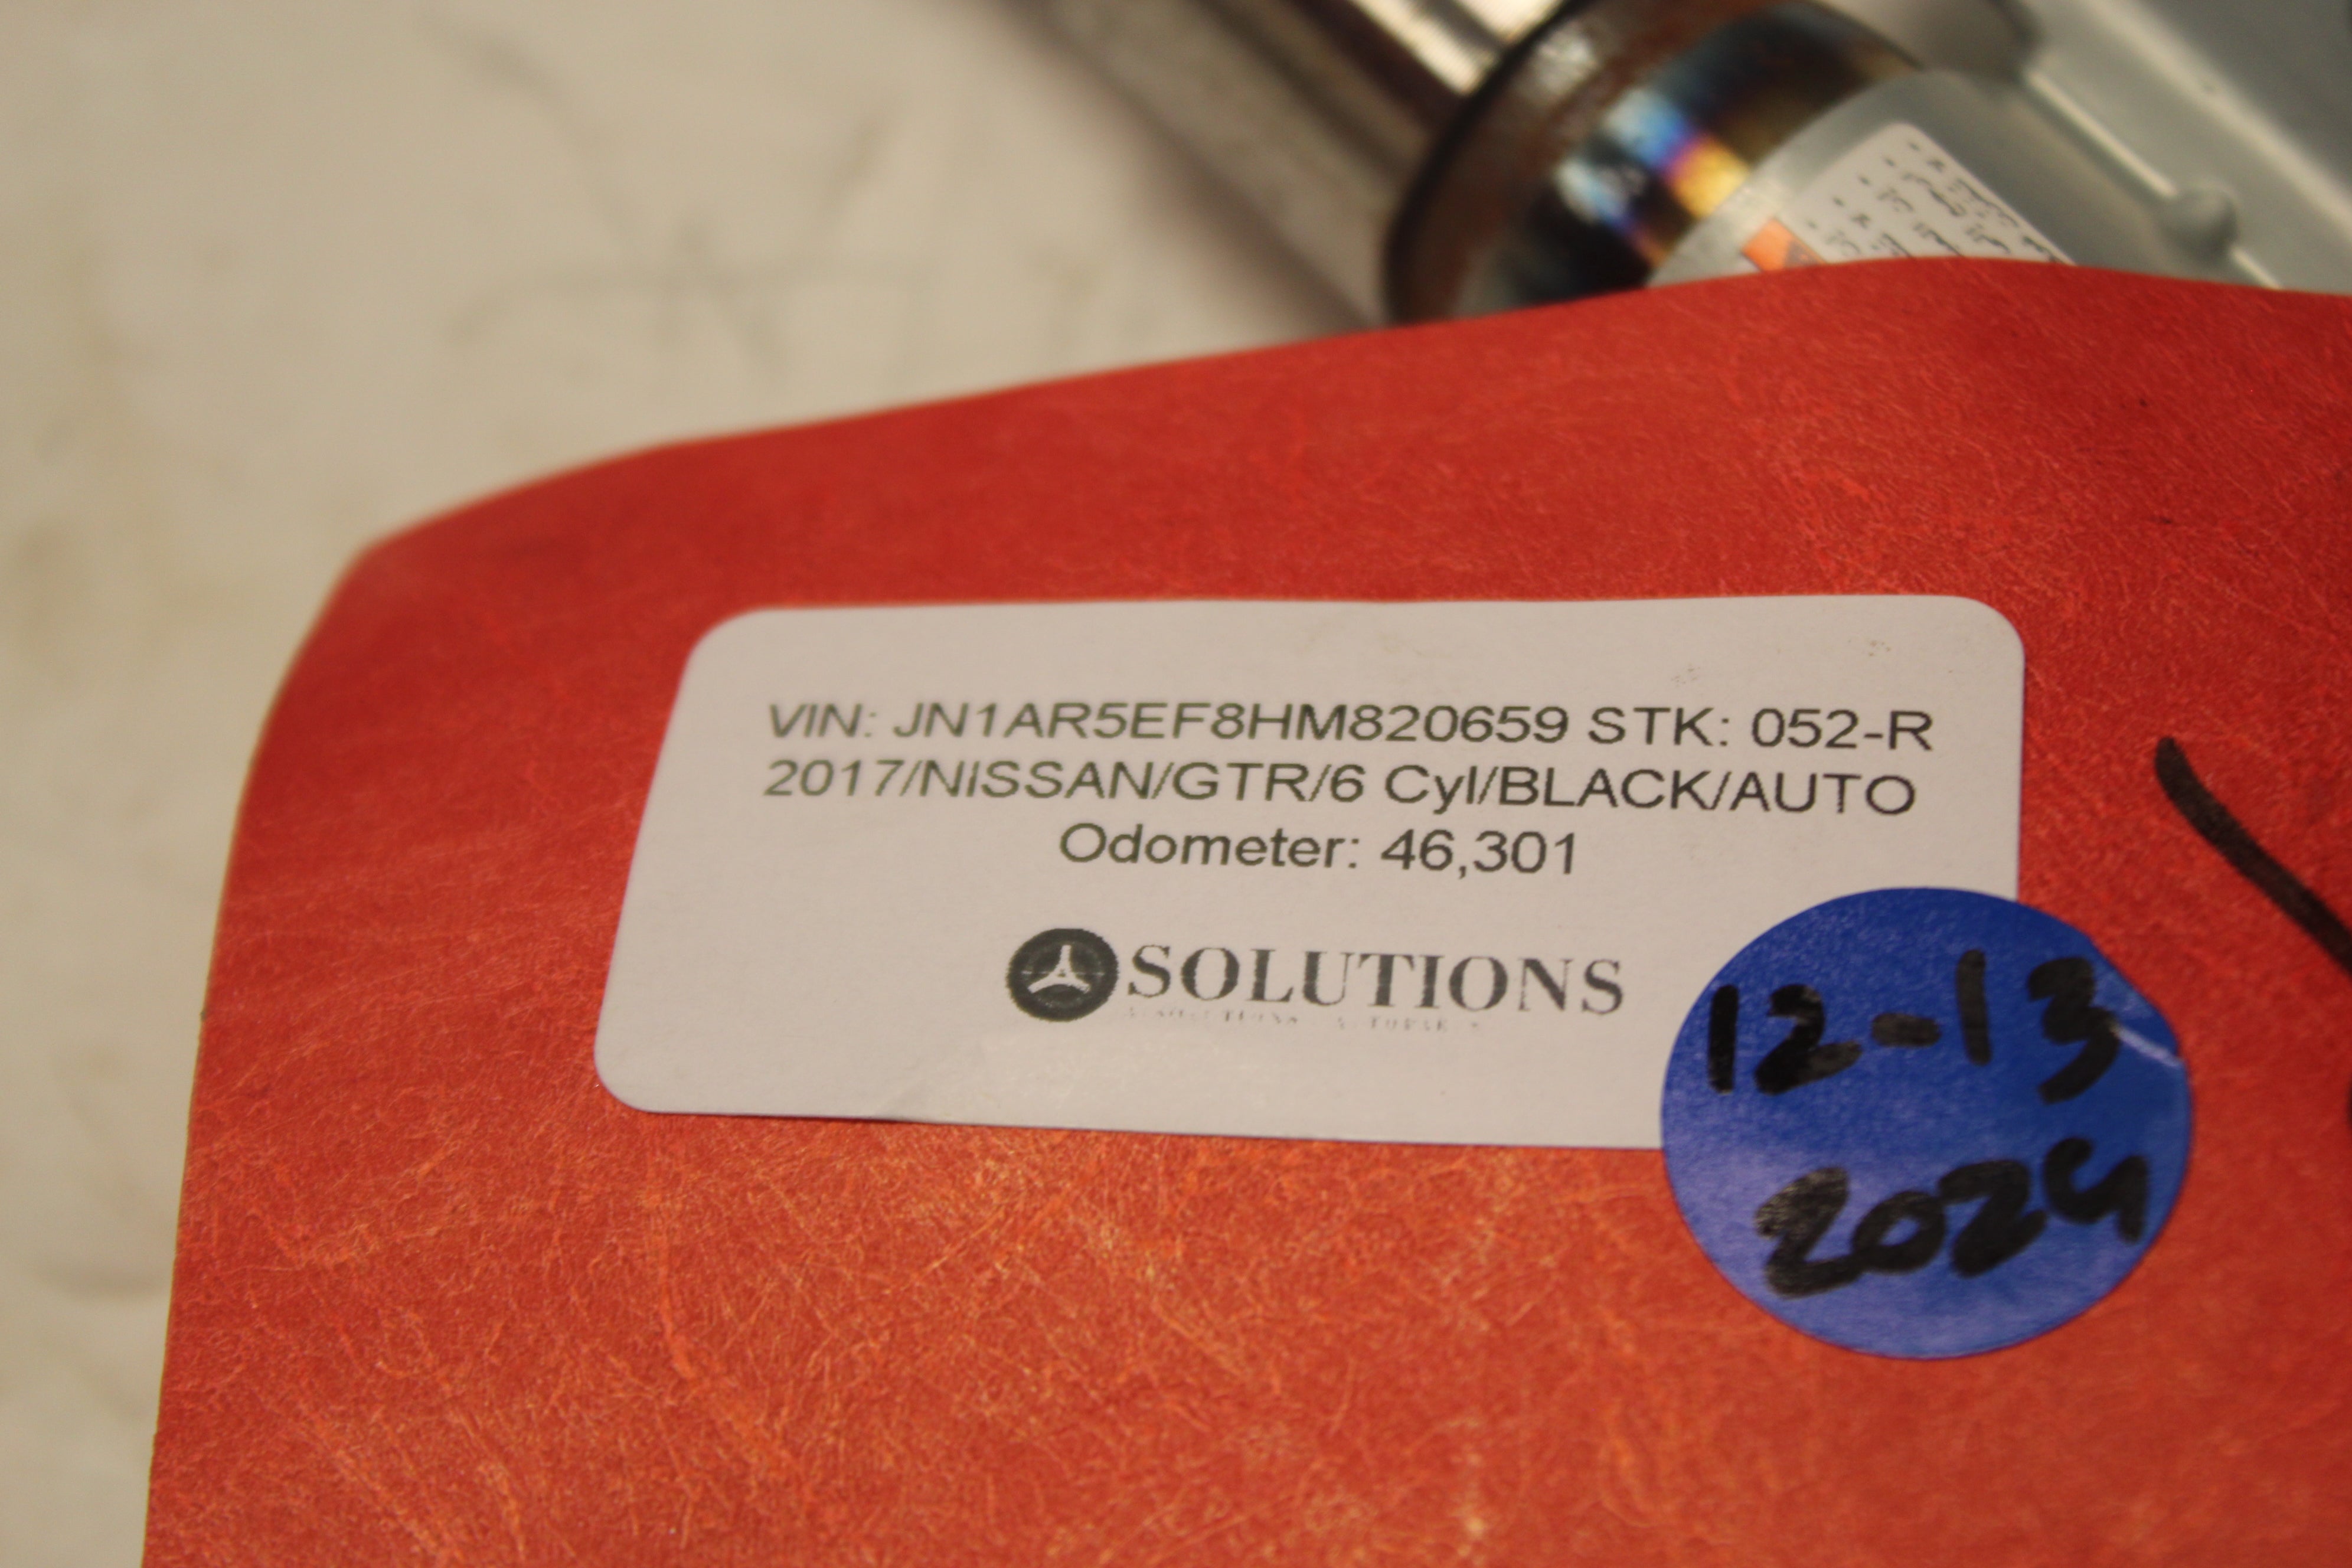 VIN: JN1AR5EF8HM820659 STK: 052-R
2017/NISSAN/GTR/6 Cyl/BLACK/AUTO
Odometer: 46,301
SOLUTIONS
12-13
2024